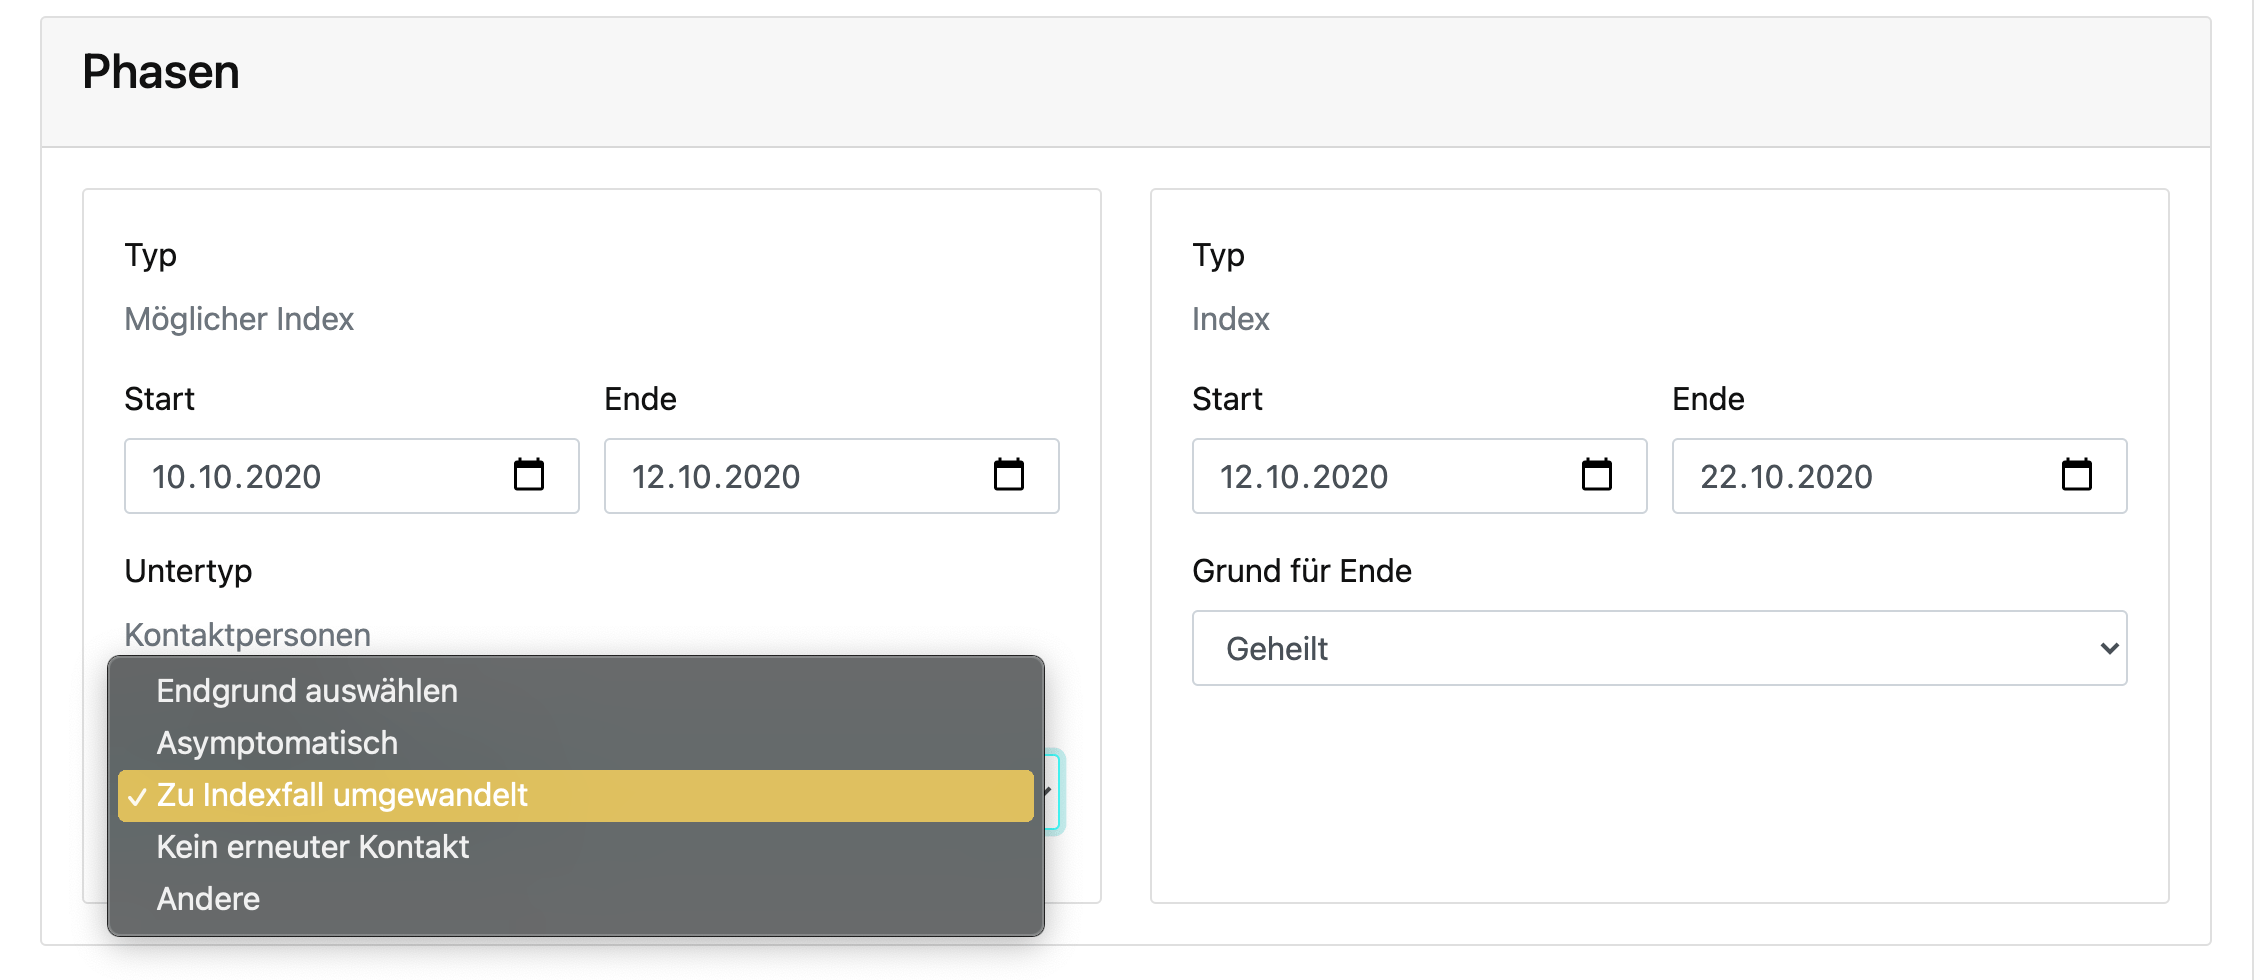 Phasen
Typ
Möglicher Index
Start
Ende
10.10.2020
12.10.2020
Untertyp
Kontaktpersonen
Endgrund auswählen
Asymptomatisch
✓ Zu Indexfall umgewandelt
Kein erneuter Kontakt
Andere
Typ
Index
Start
Ende
12.10.2020
22.10.2020
Grund für Ende
Geheilt